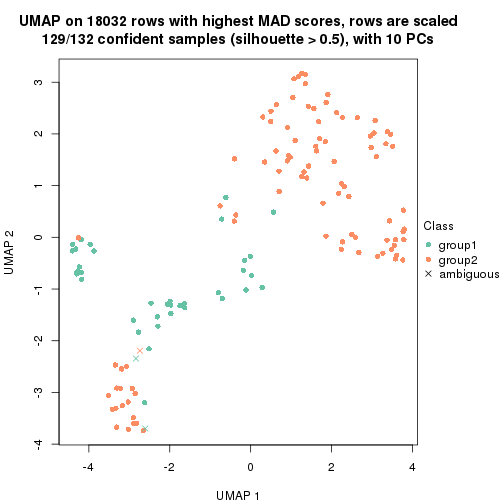 UMAP on 18032 rows with highest MAD scores, rows are scaled
129/132 confident samples (silhouette > 0.5), with 10 PCs
3
2
1
0
-1
-2
-3
-4
UMAP 2
-4
-2
0
2
4
UMAP 1
Class
group1
group2
ambiguous